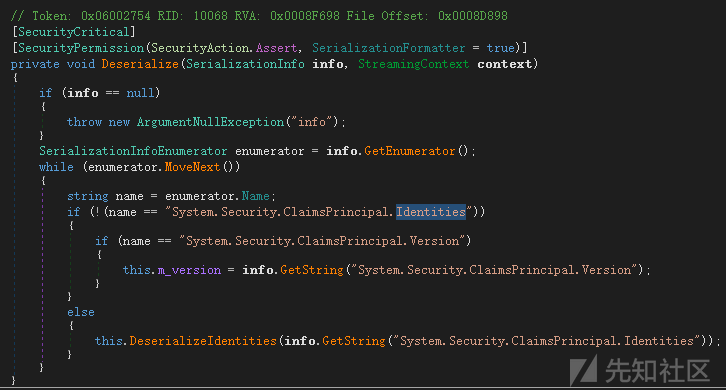 // Token: 0x06002754 RID: 10068 RVA: 0x0008F698 File Offset: 0x0008D898
[SecurityCritical]
[SecurityPermission(SecurityAction.Assert, SerializationFormatter = true)]
private void Deserialize(SerializationInfo info, StreamingContext context)
{
    if (info == null)
    {
        throw new ArgumentNullException("info");
    }
    SerializationInfoEnumerator enumerator = info.GetEnumerator();
    while (enumerator.MoveNext())
    {
        string name = enumerator.Name;
        if (!(name == "System.Security.ClaimsPrincipal.Identities"))
        {
            if (name == "System.Security.ClaimsPrincipal.Version")
            {
                this.m_version = info.GetString("System.Security.ClaimsPrincipal.Version");
            }
        }
        else
        {
            this.DeserializeIdentities(info.GetString("System.Security.ClaimsPrincipal.Identities"));
        }
    }
}
先知社区